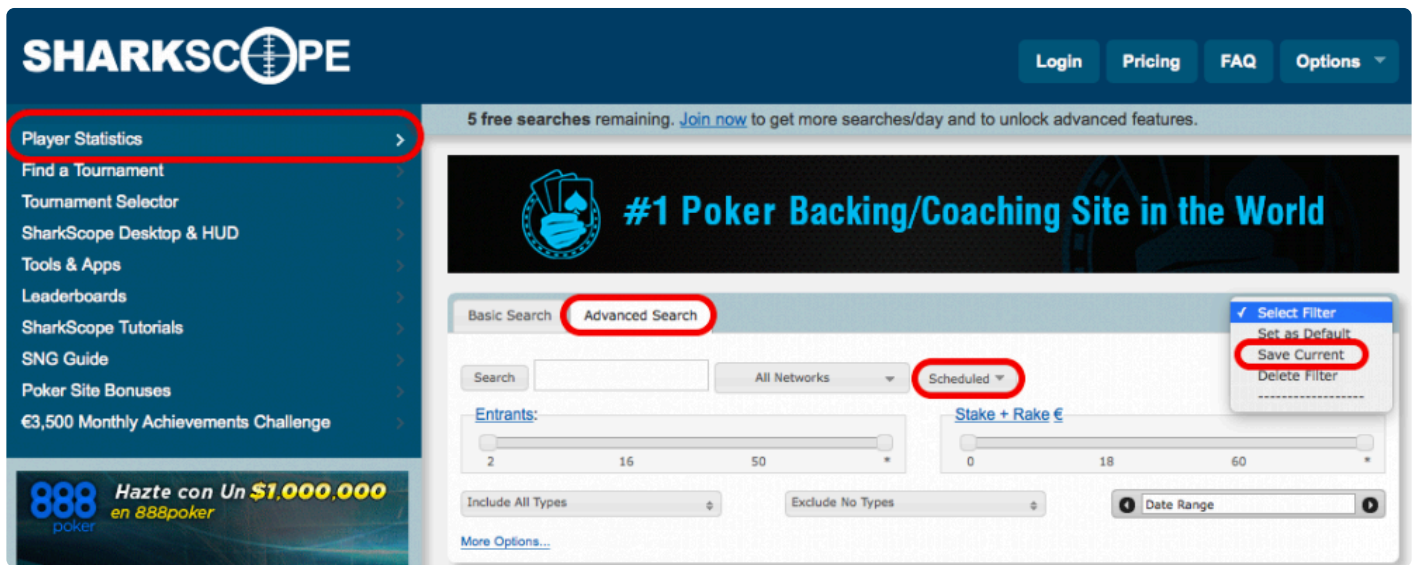 SHARKSCOPE
Login Pricing FAQ Options
Player Statistics
Find a Tournament
Tournament Selector
SharkScope Desktop & HUD
Tools & Apps
Leaderboards
SharkScope Tutorials
SNG Guide
Poker Site Bonuses
€3,500 Monthly Achievements Challenge
888 poker
Hazte con Un $1,000,000
en 888poker
5 free searches remaining. Join now to get more searches/day and to unlock advanced features.
#1 Poker Backing/Coaching Site in the World
Basic Search Advanced Search
✓ Select Filter
Set as Default
Save Current
Delete Filter
------------------
Search All Networks Scheduled
Entrants: Stake + Rake €
2 16 50 * 0 18 60 *
Include All Types Exclude No Types Date Range
More Options...